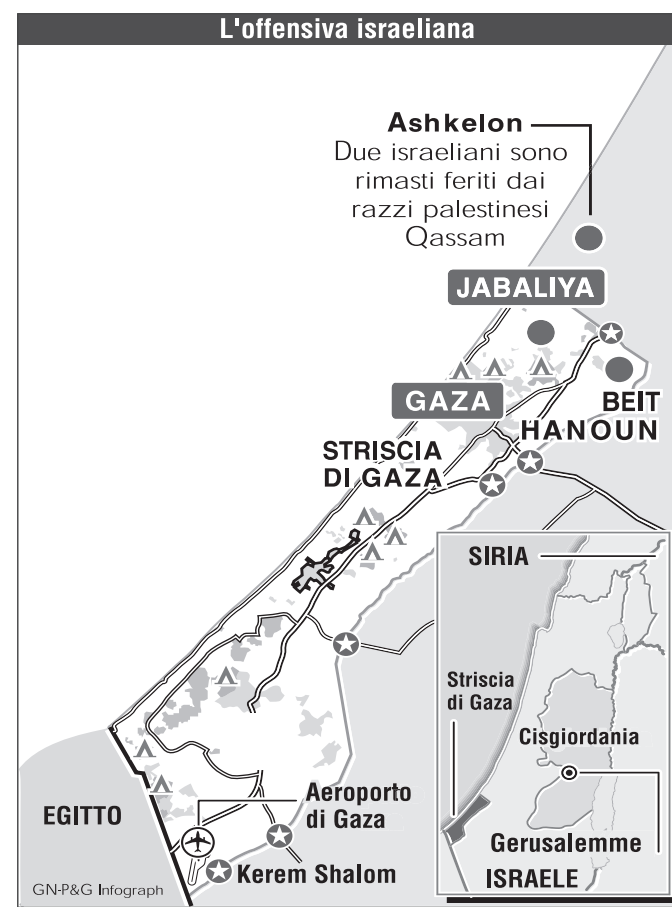 L'offensiva israeliana
Ashkelon
Due israeliani sono
rimasti feriti dai
razzi palestinesi
Qassam
JABALIYA
GAZA
BEIT
HANOUN
STRISCIA
DI GAZA
SIRIA
Striscia
di Gaza
Cisgiordania
Gerusalemme
ISRAELE
EGITTO
Aeroporto
di Gaza
Kerem Shalom
GN-P&G Infograph